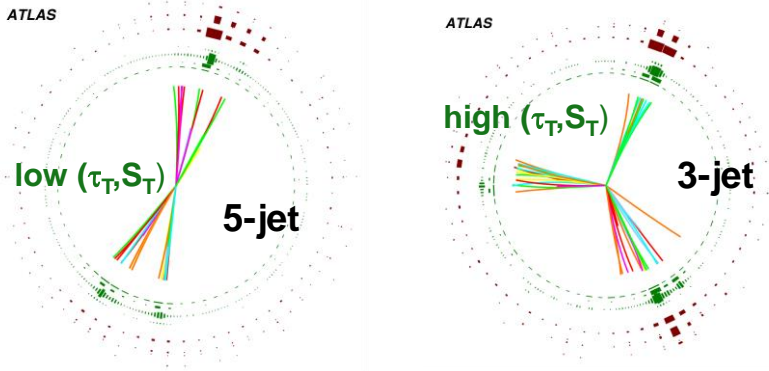 ATLAS
low (τT,ST)
5-jet
ATLAS
high (τT,ST)
3-jet